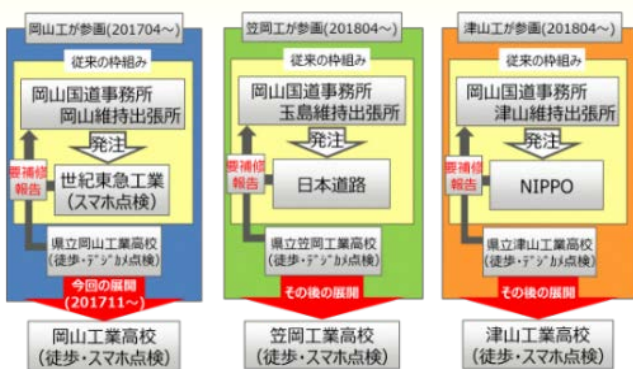 岡山工が参画(201704～)
従来の枠組み
岡山国道事務所
岡山維持出張所
発注
要補修
報告
世紀東急工業
(スマホ点検)
県立岡山工業高校
(徒歩・ﾃﾞｼﾞｶﾒ点検)
今回の展開
(201711～)
岡山工業高校
(徒歩・スマホ点検)
笠岡工が参画(201804～)
従来の枠組み
岡山国道事務所
玉島維持出張所
発注
要補修
報告
日本道路
県立笠岡工業高校
(徒歩・ﾃﾞｼﾞｶﾒ点検)
その後の展開
笠岡工業高校
(徒歩・スマホ点検)
津山工が参画(201804～)
従来の枠組み
岡山国道事務所
津山維持出張所
発注
要補修
報告
NIPPO
県立津山工業高校
(徒歩・ﾃﾞｼﾞｶﾒ点検)
その後の展開
津山工業高校
(徒歩・スマホ点検)